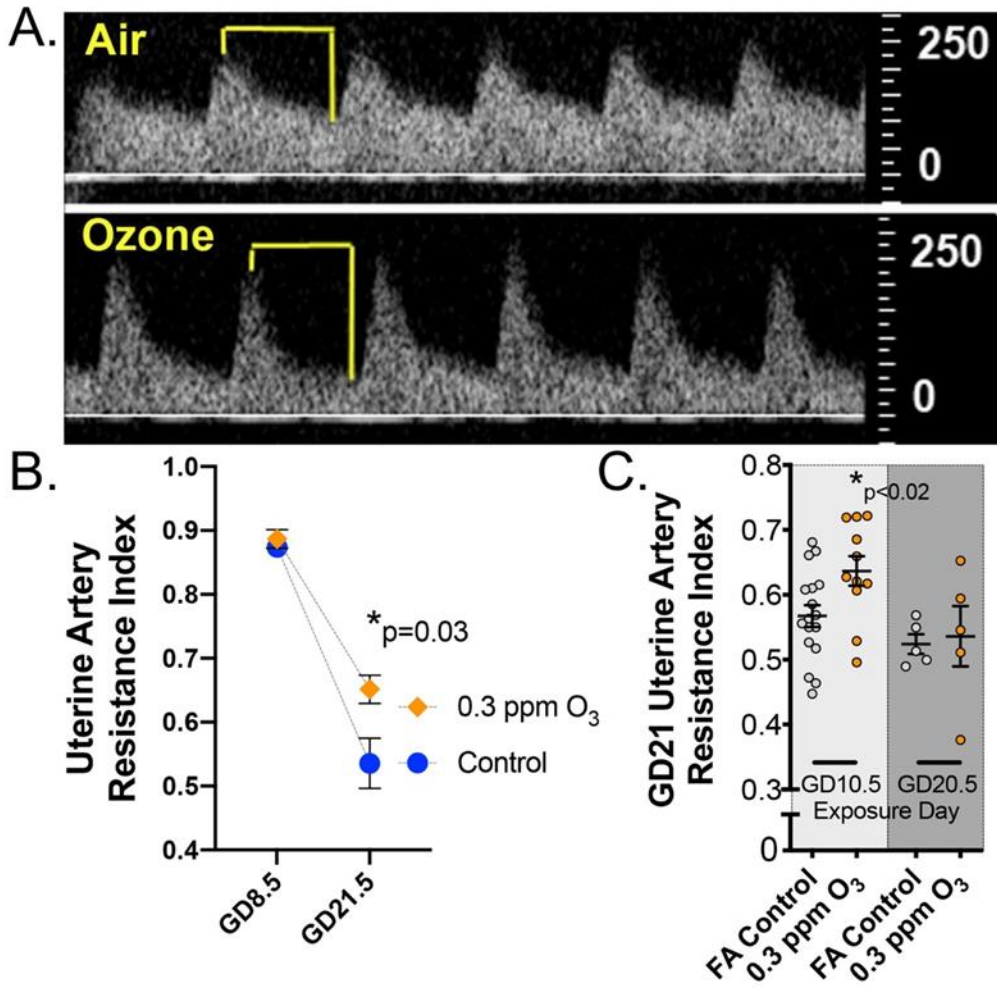 A.
Air
250
0
Ozone
250
0
B.
Uterine Artery
Resistance Index
1.0
0.9
0.8
0.7
0.6
0.5
0.4
*p=0.03
0.3 ppm O₃
Control
GD8.5
GD21.5
C.
GD21 Uterine Artery
Resistance Index
0.8
0.7
0.6
0.5
0.4
0.3
0
*p<0.02
GD10.5
GD20.5
Exposure Day
FA Control
0.3 ppm O₃
FA Control
0.3 ppm O₃